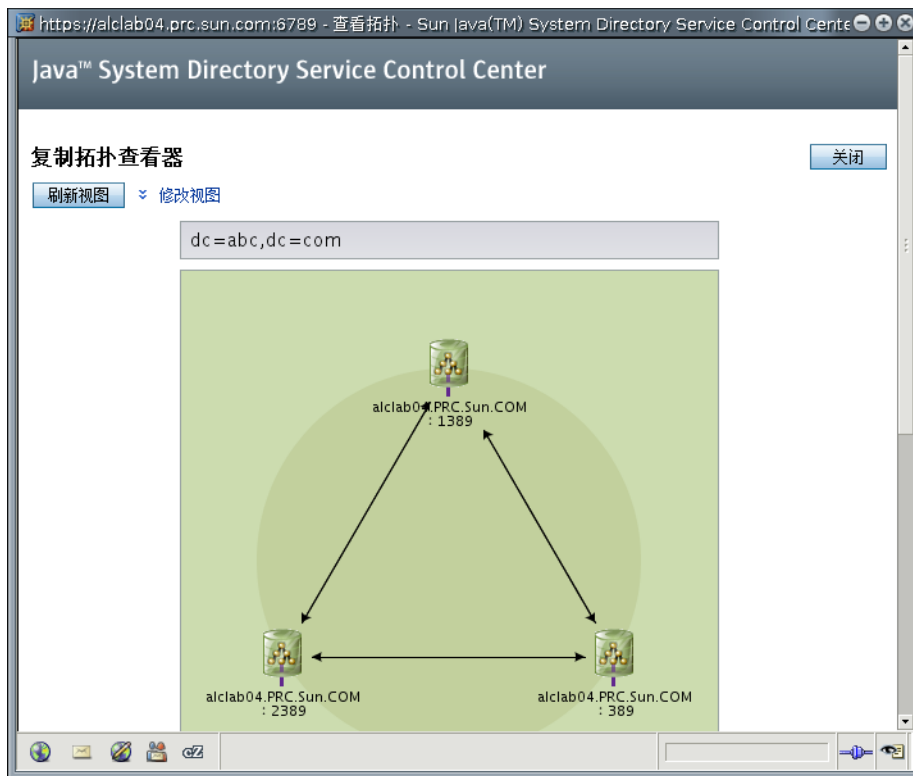 https://alclab04.prc.sun.com:6789 - 查看拓扑 - Sun Java(TM) System Directory Service Control Cente
Java™ System Directory Service Control Center
复制拓扑查看器
关闭
刷新视图
修改视图
dc=abc,dc=com
alclab04.PRC.Sun.COM
: 1389
alclab04.PRC.Sun.COM
: 2389
alclab04.PRC.Sun.COM
: 389